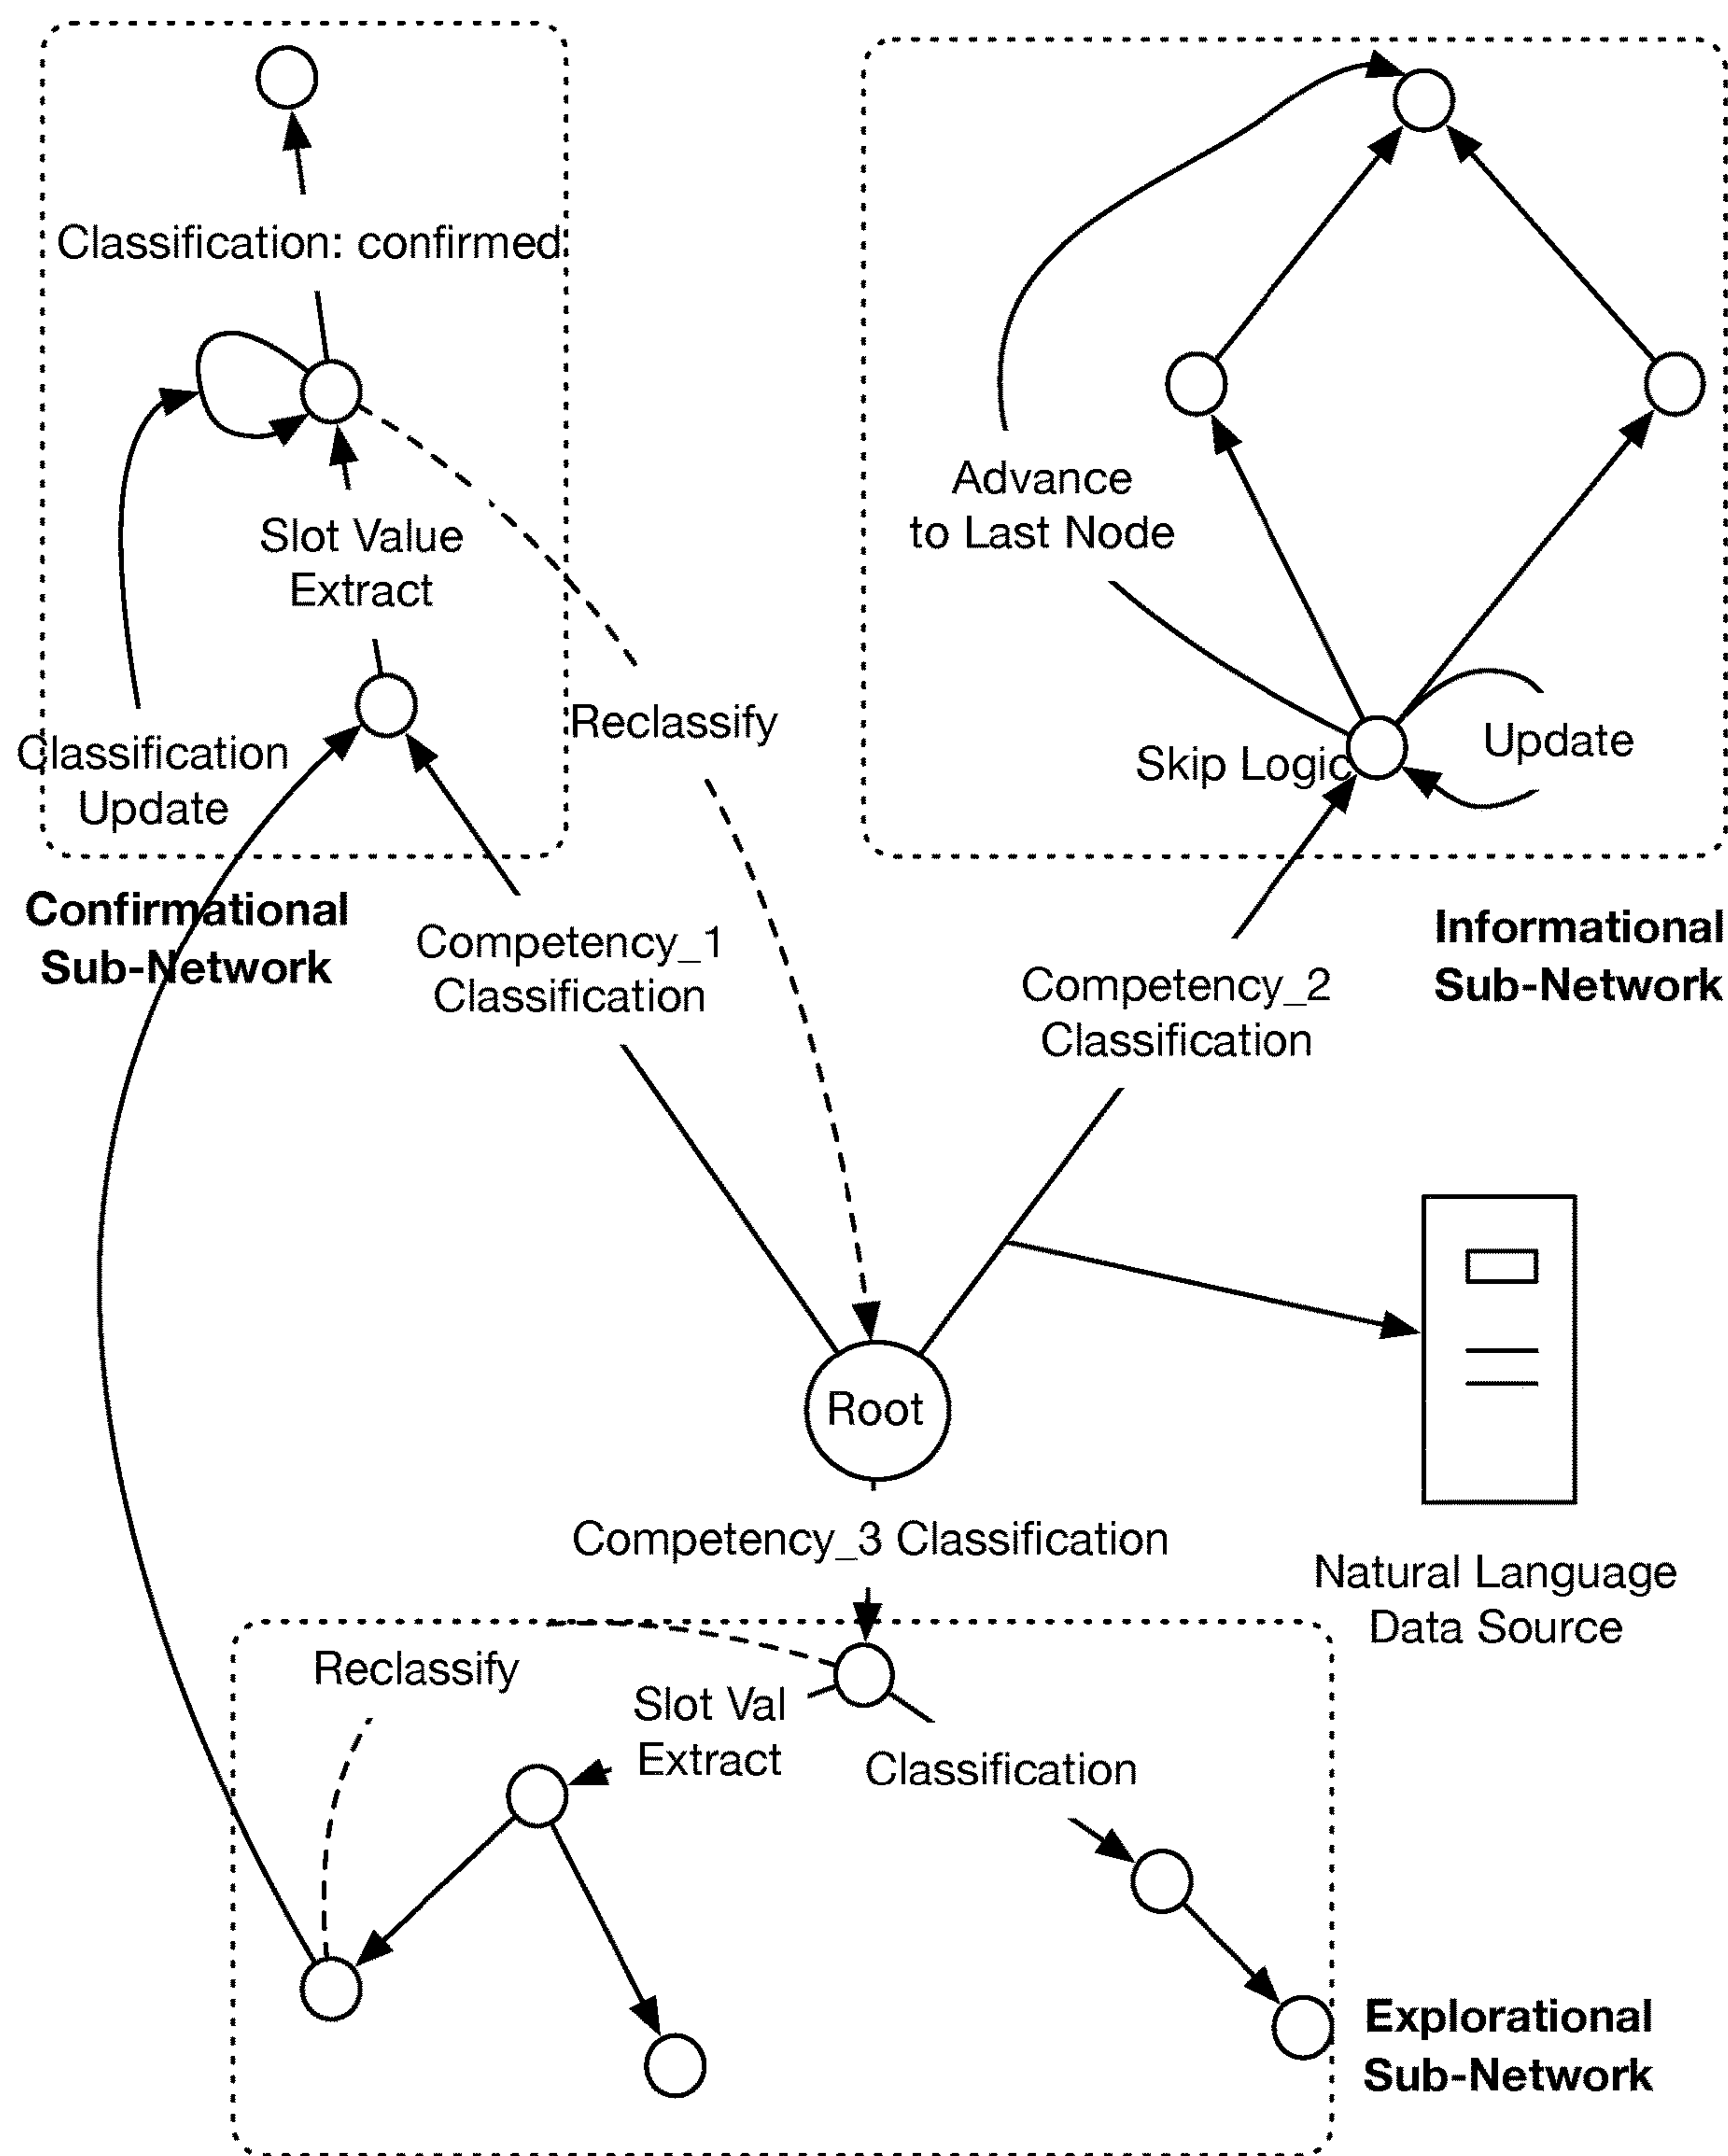 Classification: confirmed
Slot Value
Extract
Classification
Update
Reclassify
Confirmational
Sub-Network
Advance
to Last Node
Skip Logic
Update
Informational
Sub-Network
Competency_1
Classification
Competency_2
Classification
Root
Natural Language
Data Source
Competency_3 Classification
Reclassify
Slot Val
Extract
Classification
Explorational
Sub-Network